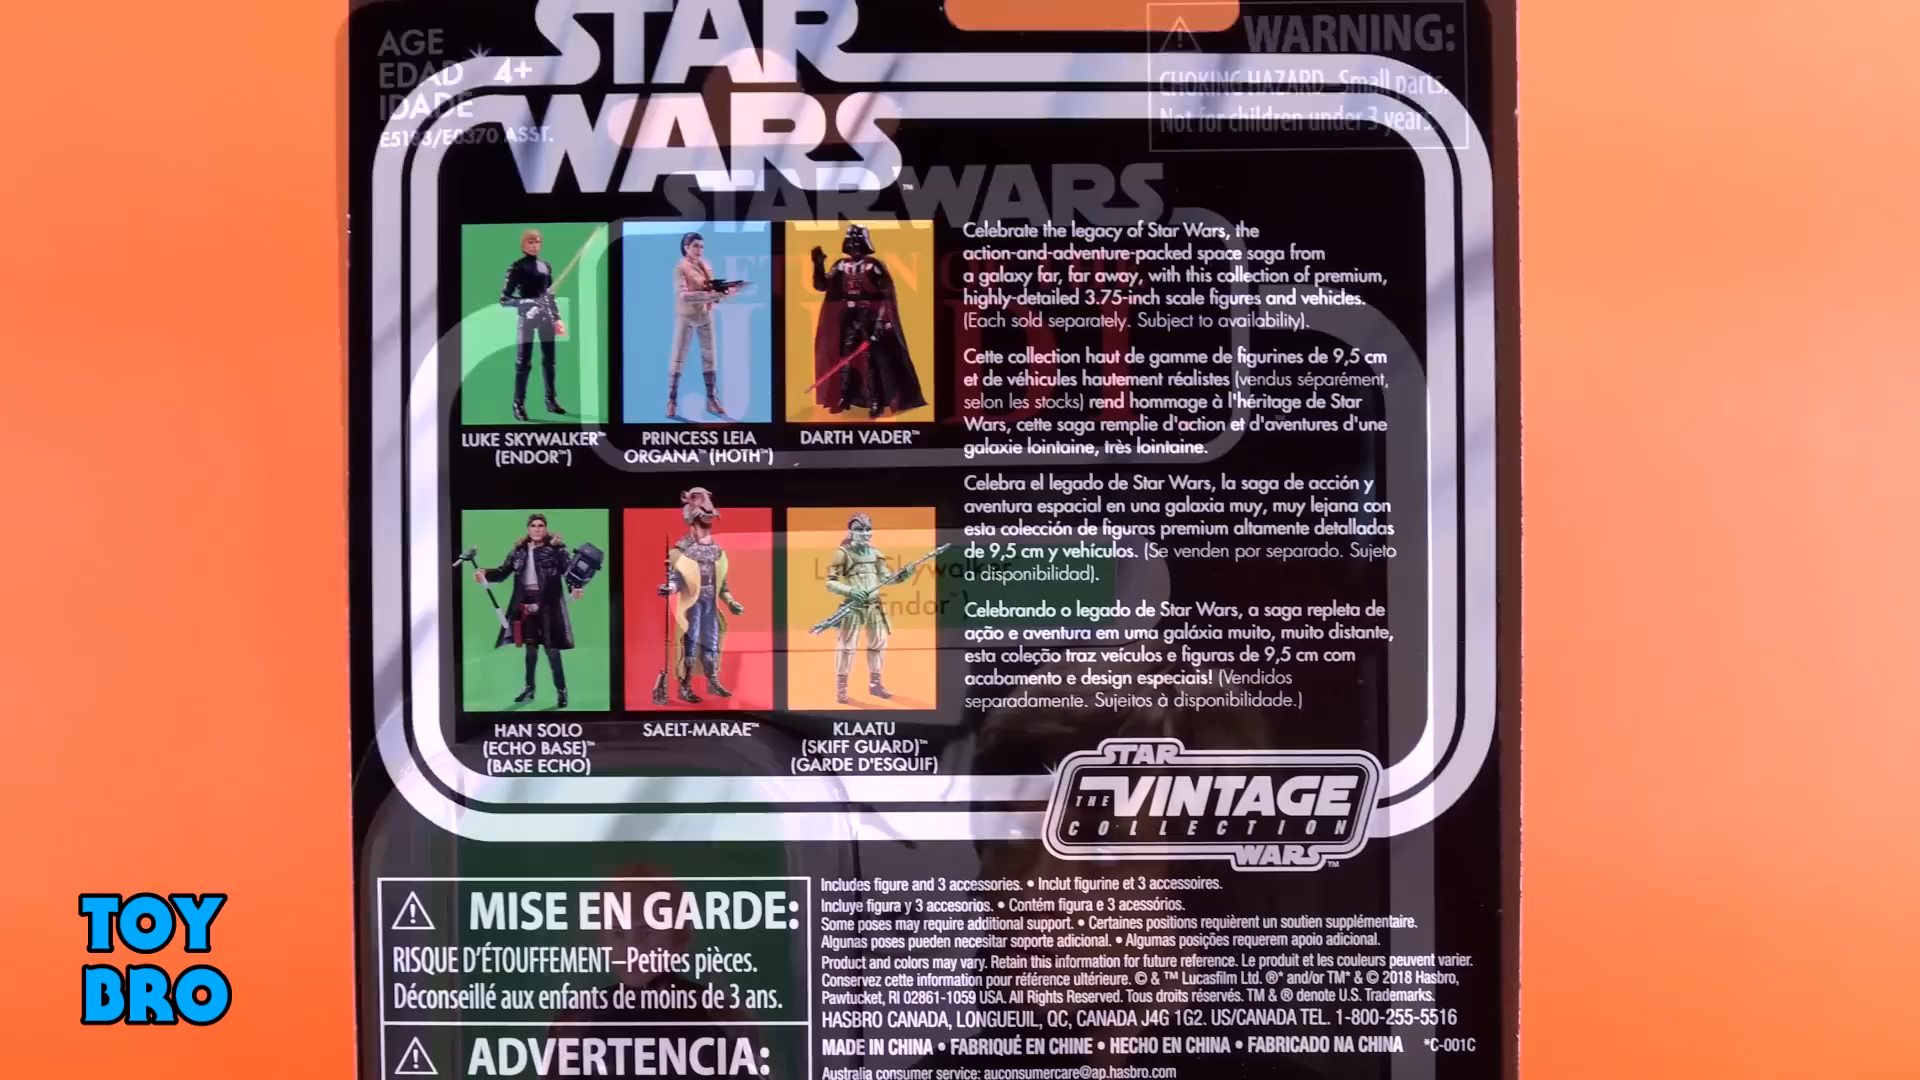 AGE
EDAD 4+
IDADE
E5183/E0370 ASST.
STAR
WARS™
WARNING:
CHOKING HAZARD–Small parts.
Not for children under 3 years.
STAR WARS
RETURN OF THE
JEDI
Luke Skywalker
(Endor™)
LUKE SKYWALKER™
(ENDOR™)
PRINCESS LEIA
ORGANA™ (HOTH™)
DARTH VADER™
HAN SOLO
(ECHO BASE)™
(BASE ECHO)
SAELT-MARAE™
KLAATU
(SKIFF GUARD)™
(GARDE D'ESQUIF)
Celebrate the legacy of Star Wars, the
action-and-adventure-packed space saga from
a galaxy far, far away, with this collection of premium,
highly-detailed 3.75-inch scale figures and vehicles.
(Each sold separately. Subject to availability).
Cette collection haut de gamme de figurines de 9,5 cm
et de véhicules hautement réalistes (vendus séparément,
selon les stocks) rend hommage à l'héritage de Star
Wars, cette saga remplie d'action et d'aventures d'une
galaxie lointaine, très lointaine.
Celebra el legado de Star Wars, la saga de acción y
aventura espacial en una galaxia muy, muy lejana con
esta colección de figuras premium altamente detalladas
de 9,5 cm y vehículos. (Se venden por separado. Sujeto
a disponibilidad).
Celebrando o legado de Star Wars, a saga repleta de
ação e aventura em uma galáxia muito, muito distante,
esta coleção traz veículos e figuras de 9,5 cm com
acabamento e design especiais! (Vendidos
separadamente. Sujeitos à disponibilidade.)
STAR
THE VINTAGE
COLLECTION
WARS™
MISE EN GARDE:
RISQUE D'ÉTOUFFEMENT–Petites pièces.
Déconseillé aux enfants de moins de 3 ans.
ADVERTENCIA:
Includes figure and 3 accessories. • Inclut figurine et 3 accessoires.
Incluye figura y 3 accesorios. • Contém figura e 3 acessórios.
Some poses may require additional support. • Certaines positions requièrent un soutien supplémentaire.
Algunas poses pueden necesitar soporte adicional. • Algumas posições requerem apoio adicional.
Product and colors may vary. Retain this information for future reference. Le produit et les couleurs peuvent varier.
Conservez cette information pour référence ultérieure. © & ™ Lucasfilm Ltd. ®* and/or TM* & © 2018 Hasbro,
Pawtucket, RI 02861-1059 USA. All Rights Reserved. Tous droits réservés. TM & ® denote U.S. Trademarks.
HASBRO CANADA, LONGUEUIL, QC, CANADA J4G 1G2. US/CANADA TEL. 1-800-255-5516
MADE IN CHINA • FABRIQUÉ EN CHINE • HECHO EN CHINA • FABRICADO NA CHINA *C-001C
Australia consumer service: auconsumercare@ap.hasbro.com
TOY
BRO